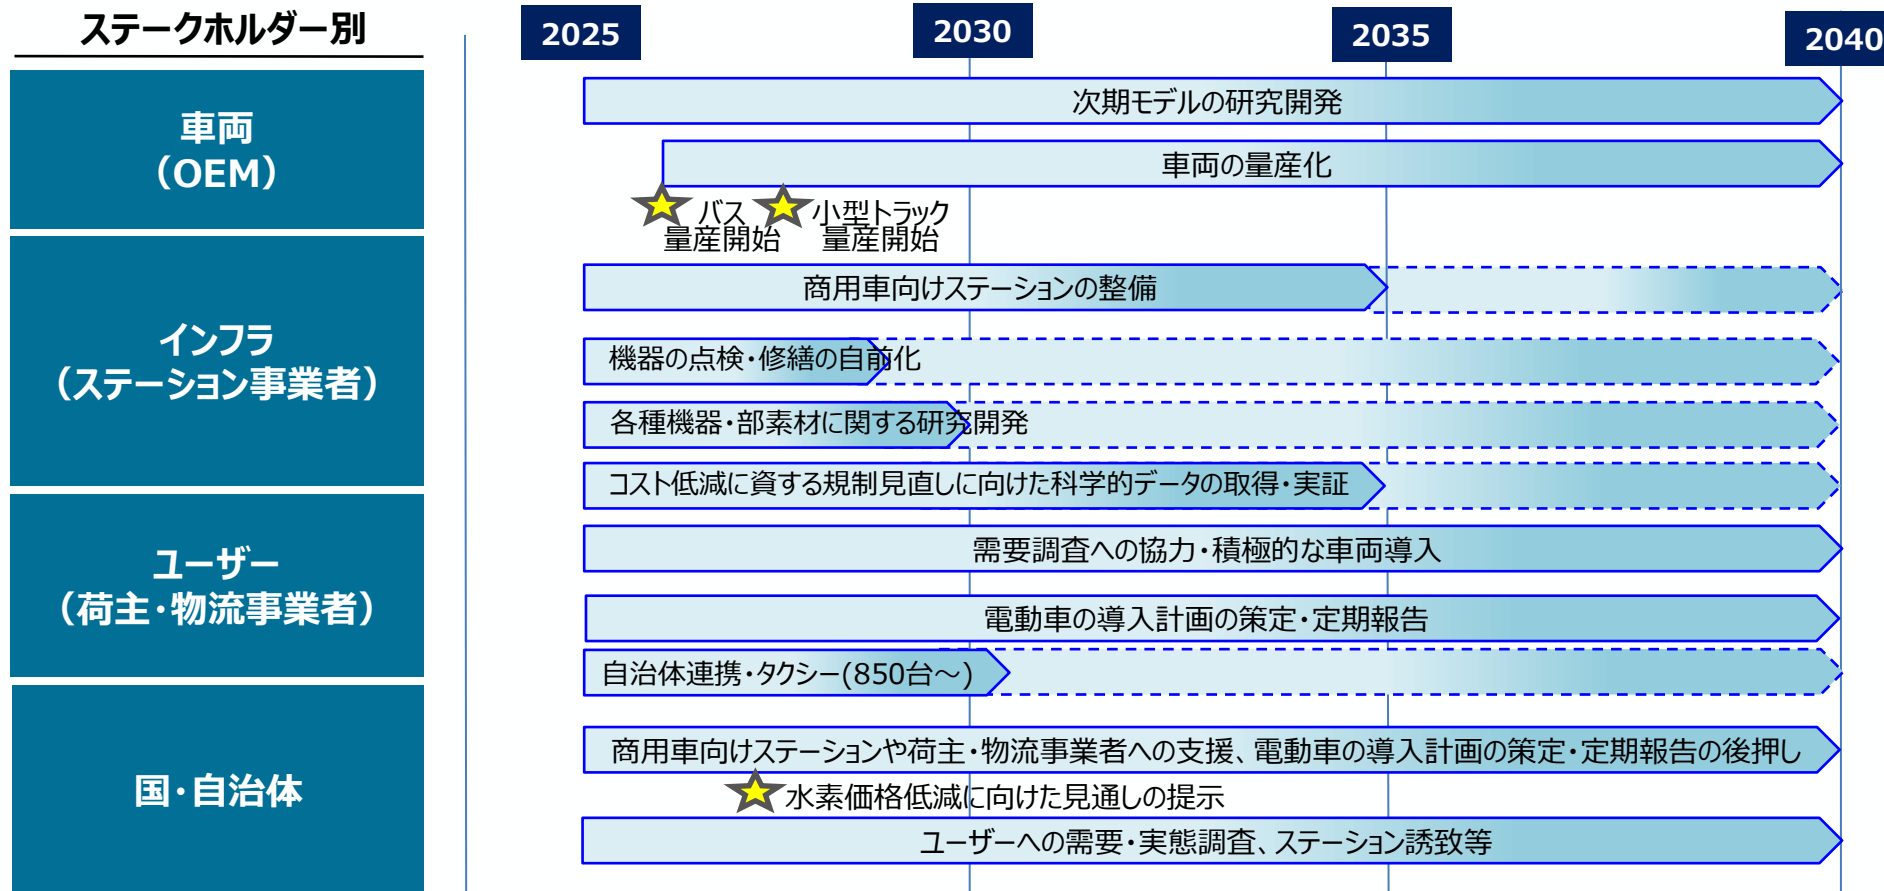 ステークホルダー別
2025
2030
2035
2040
車両
（OEM）
次期モデルの研究開発
車両の量産化
バス
量産開始
小型トラック
量産開始
インフラ
（ステーション事業者）
商用車向けステーションの整備
機器の点検・修繕の自前化
各種機器・部素材に関する研究開発
コスト低減に資する規制見直しに向けた科学的データの取得・実証
ユーザー
（荷主・物流事業者）
需要調査への協力・積極的な車両導入
電動車の導入計画の策定・定期報告
自治体連携・タクシー(850台～)
国・自治体
商用車向けステーションや荷主・物流事業者への支援、電動車の導入計画の策定・定期報告の後押し
水素価格低減に向けた見通しの提示
ユーザーへの需要・実態調査、ステーション誘致等